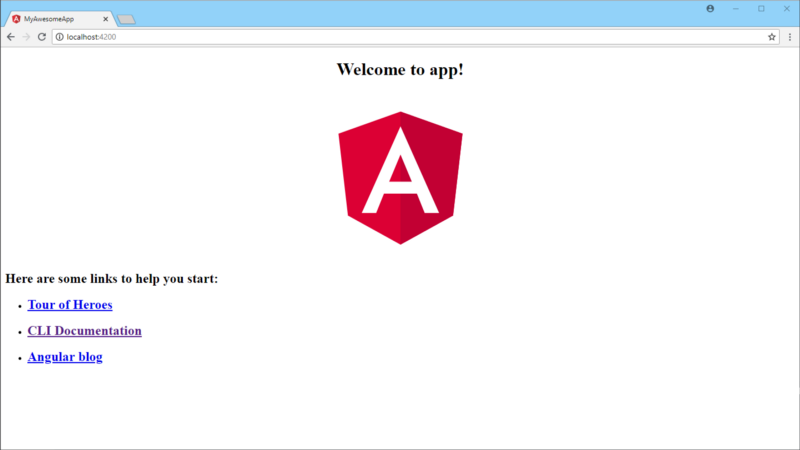 MyAwesomeApp
localhost:4200
Welcome to app!
A
Here are some links to help you start:
Tour of Heroes
CLI Documentation
Angular blog